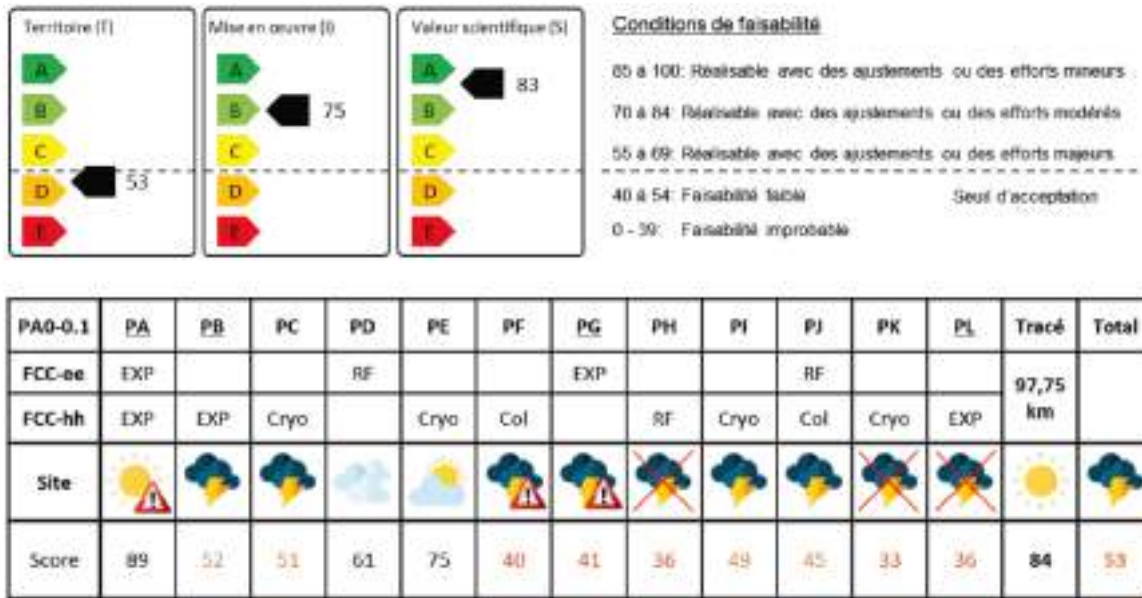 Territoire (T)
A
B
C
D
E
53
Mise en œuvre (I)
A
B
C
D
E
75
Valeur scientifique (S)
A
B
C
D
E
83
Conditions de faisabilité
85 à 100: Réalisable avec des ajustements ou des efforts mineurs
70 à 84: Réalisable avec des ajustements ou des efforts modérés
55 à 69: Réalisable avec des ajustements ou des efforts majeurs
40 à 54: Faisabilité faible Seuil d'acceptation
0 - 39: Faisabilité improbable
PA0-0.1 PA PB PC PD PE PF PG PH PI PJ PK PL Tracé Total
FCC-ee EXP RF EXP RF 97,75 km
FCC-hh EXP EXP Cryo Cryo Col RF Cryo Col Cryo EXP
Site
Score 89 52 51 61 75 40 41 36 49 45 33 36 84 53